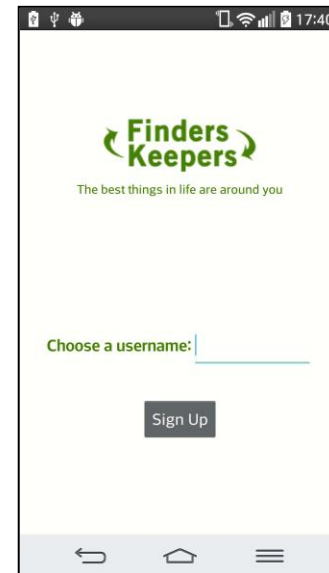 17:40
Finders
Keepers
The best things in life are around you
Choose a username:
Sign Up